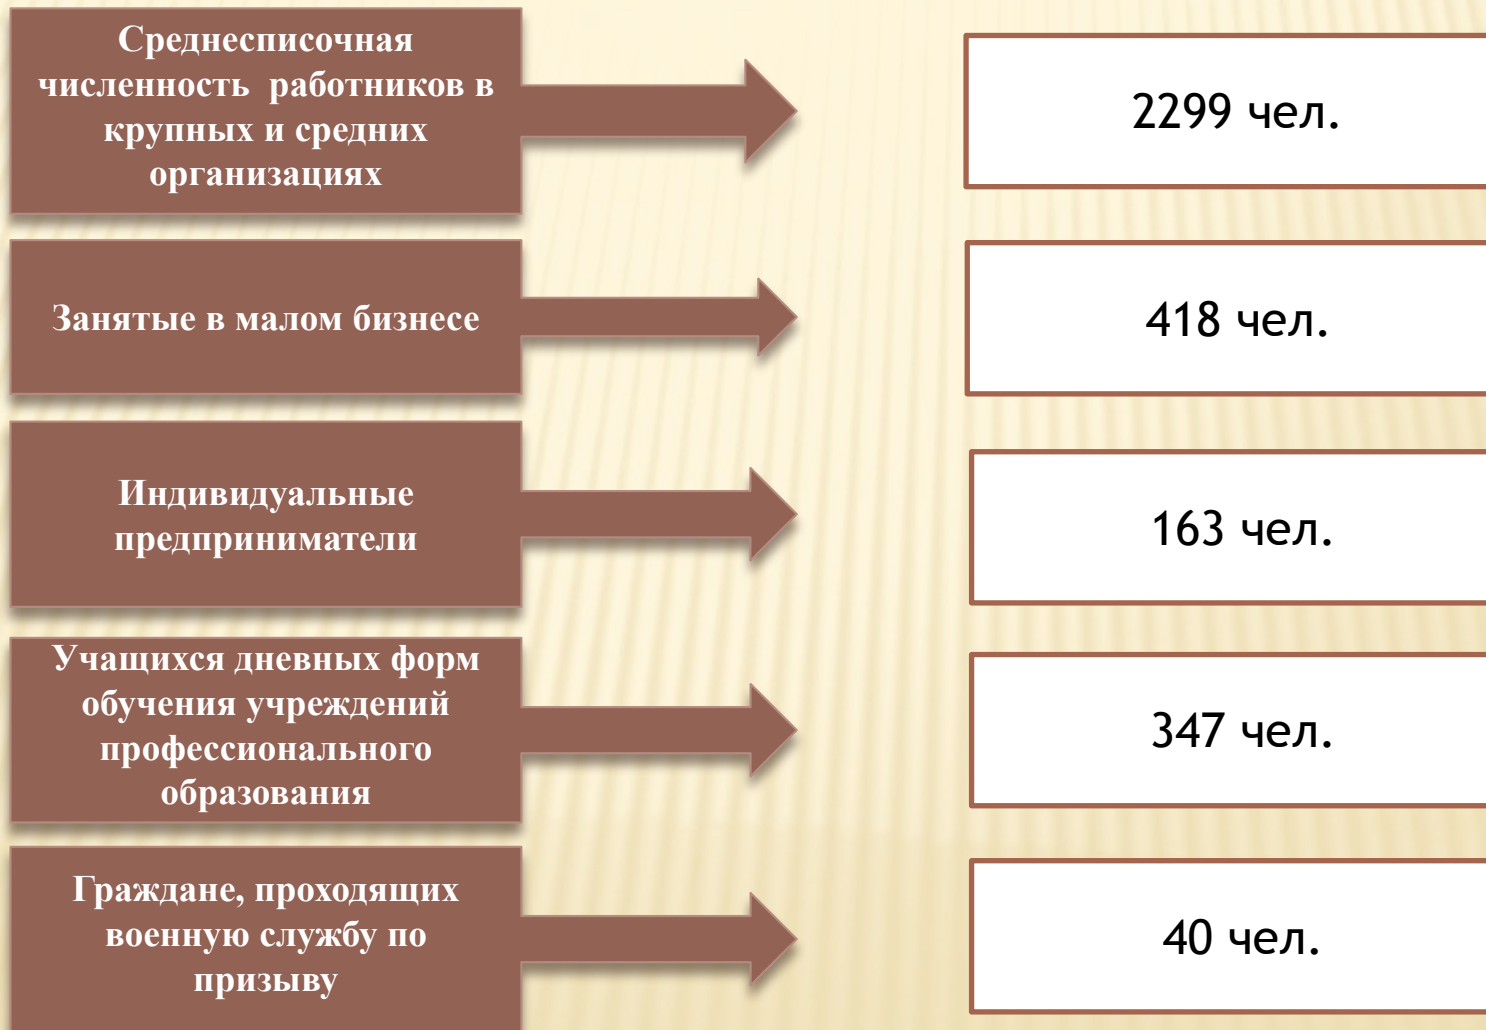 Среднесписочная
численность работников в
крупных и средних
организациях
2299 чел.
Занятые в малом бизнесе
418 чел.
Индивидуальные
предприниматели
163 чел.
Учащихся дневных форм
обучения учреждений
профессионального
образования
347 чел.
Граждане, проходящих
военную службу по
призыву
40 чел.